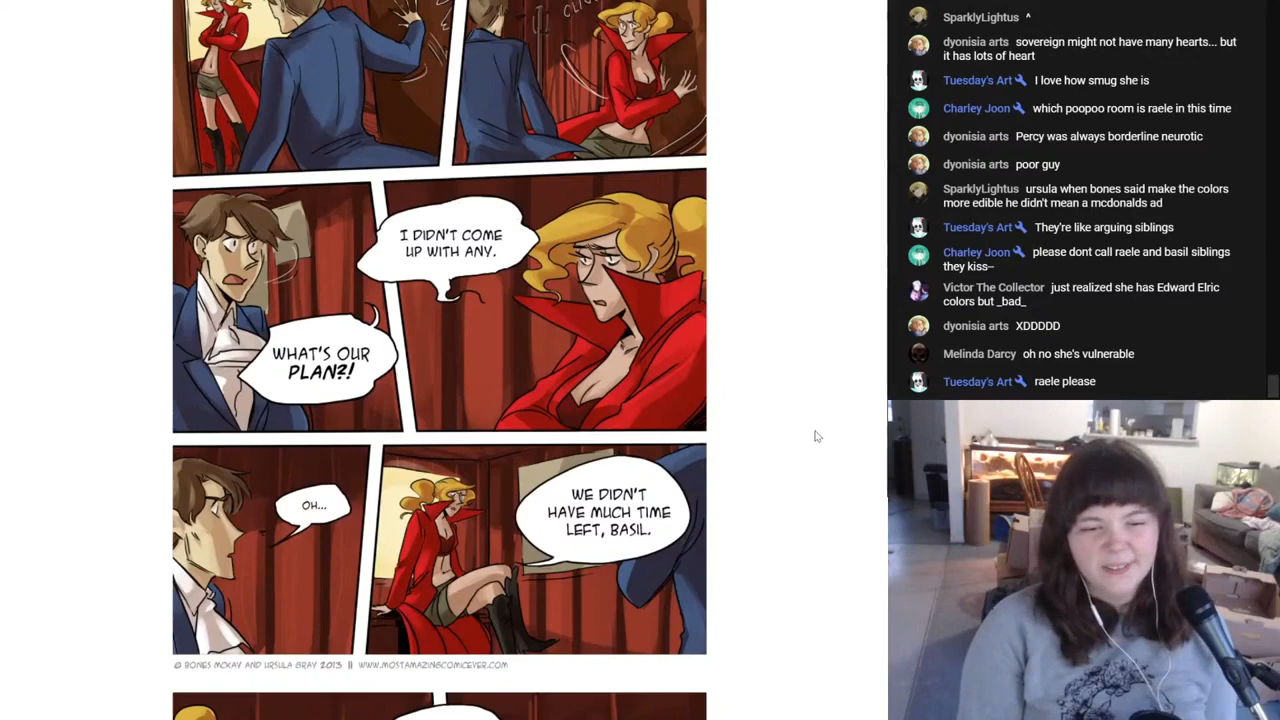 CLIC
I DIDN'T COME
UP WITH ANY.
WHAT'S OUR
PLAN?!
OH...
WE DIDN'T
HAVE MUCH TIME
LEFT, BASIL.
© BONES MCKAY AND URSULA GRAY 2013 || WWW.MOSTAMAZINGCOMICEVER.COM
SparklyLightus ^
dyonisia arts sovereign might not have many hearts... but
it has lots of heart
Tuesday's Art I love how smug she is
Charley Joon which poopoo room is raele in this time
dyonisia arts Percy was always borderline neurotic
dyonisia arts poor guy
SparklyLightus ursula when bones said make the colors
more edible he didn't mean a mcdonalds ad
Tuesday's Art They're like arguing siblings
Charley Joon please dont call raele and basil siblings
they kiss--
Victor The Collector just realized she has Edward Elric
colors but _bad_
dyonisia arts XDDDDD
Melinda Darcy oh no she's vulnerable
Tuesday's Art raele please